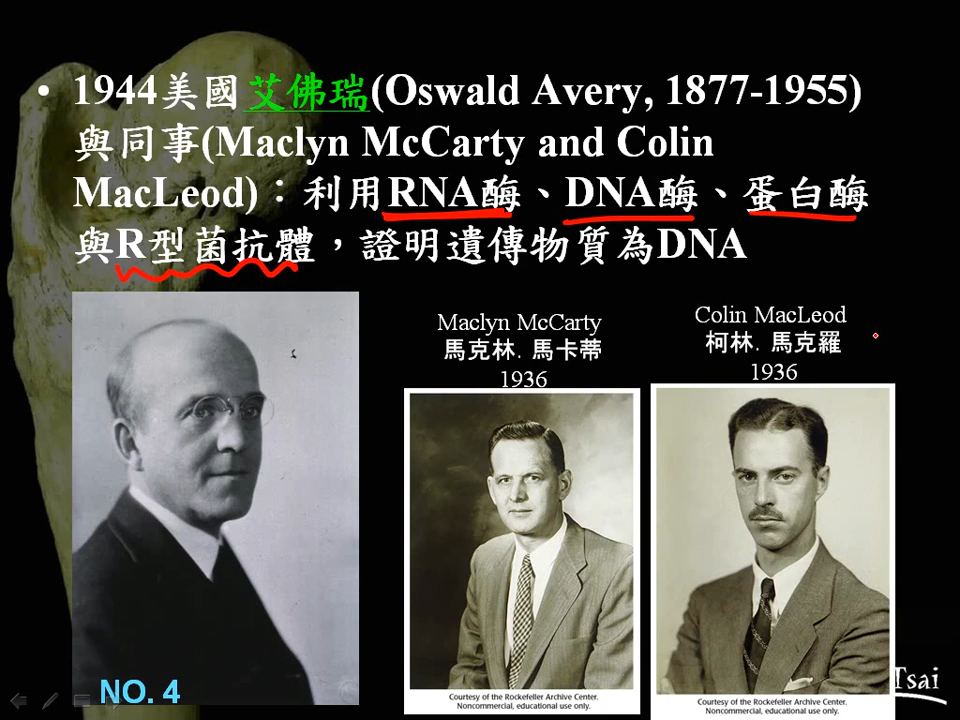 • 1944美國艾佛瑞(Oswald Avery, 1877-1955)
與同事(Maclyn McCarty and Colin
MacLeod)：利用RNA酶、DNA酶、蛋白酶
與R型菌抗體，證明遺傳物質為DNA
Maclyn McCarty
馬克林．馬卡蒂
1936
Colin MacLeod
柯林．馬克羅
1936
NO. 4
Courtesy of the Rockefeller Archive Center.
Noncommercial, educational use only.
Courtesy of the Rockefeller Archive Center.
Noncommercial, educational use only.
Tsai